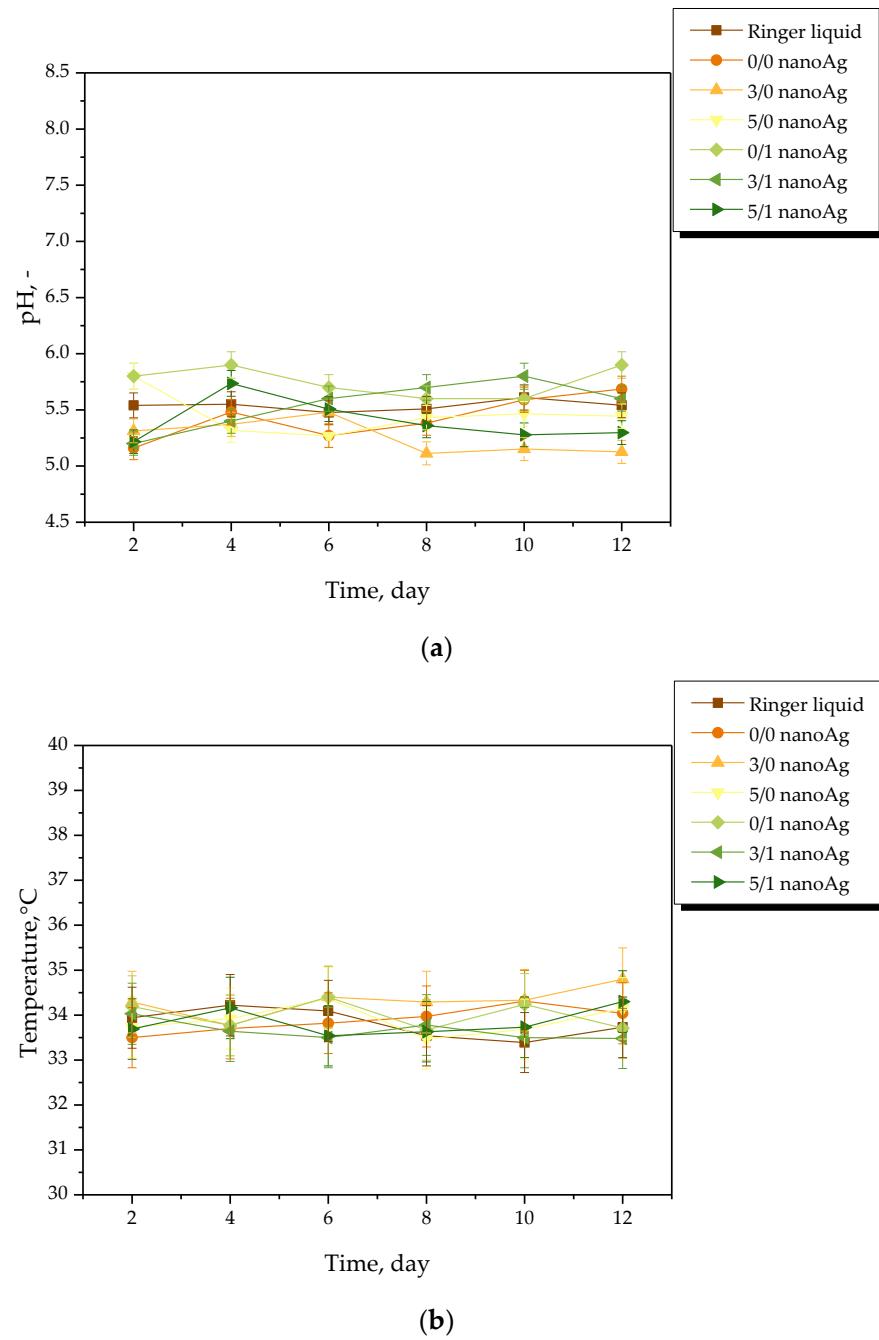 Ringer liquid
0/0 nanoAg
3/0 nanoAg
5/0 nanoAg
0/1 nanoAg
3/1 nanoAg
5/1 nanoAg
8.5
8.0
7.5
7.0
6.5
6.0
5.5
5.0
4.5
pH, -
2 4 6 8 10 12
Time, day
(a)
Ringer liquid
0/0 nanoAg
3/0 nanoAg
5/0 nanoAg
0/1 nanoAg
3/1 nanoAg
5/1 nanoAg
40
39
38
37
36
35
34
33
32
31
30
Temperature,°C
2 4 6 8 10 12
Time, day
(b)